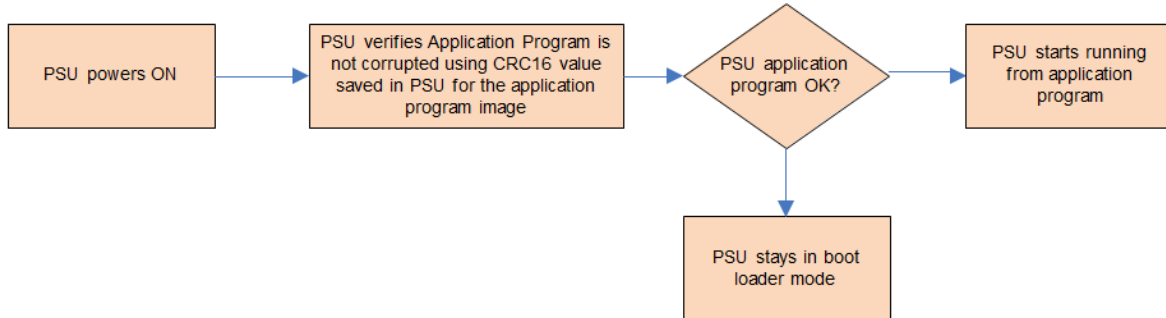 PSU powers ON
PSU verifies Application Program is
not corrupted using CRC16 value
saved in PSU for the application
program image
PSU application
program OK?
PSU starts running
from application
program
PSU stays in boot
loader mode